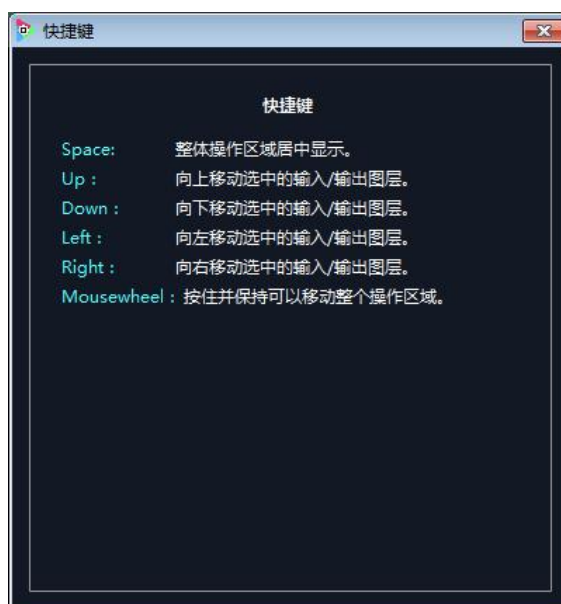 快捷键
快捷键
Space: 整体操作区域居中显示。
Up : 向上移动选中的输入/输出图层。
Down : 向下移动选中的输入/输出图层。
Left : 向左移动选中的输入/输出图层。
Right : 向右移动选中的输入/输出图层。
Mousewheel : 按住并保持可以移动整个操作区域。